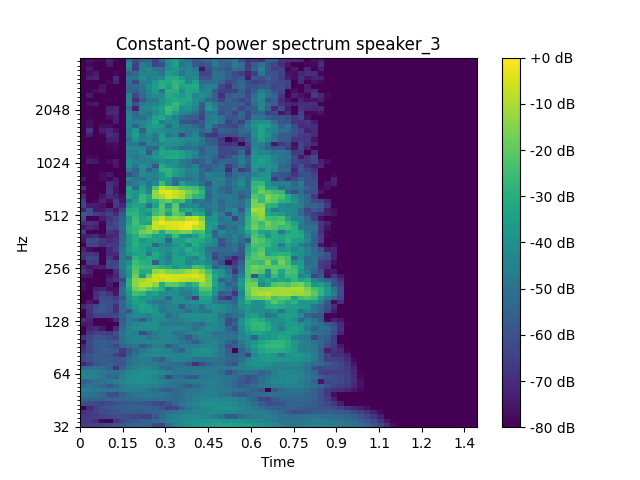 Constant-Q power spectrum speaker_3
Hz
2048
1024
512
256
128
64
32
0 0.15 0.3 0.45 0.6 0.75 0.9 1 1.2 1.4
Time
+0 dB
-10 dB
-20 dB
-30 dB
-40 dB
-50 dB
-60 dB
-70 dB
-80 dB